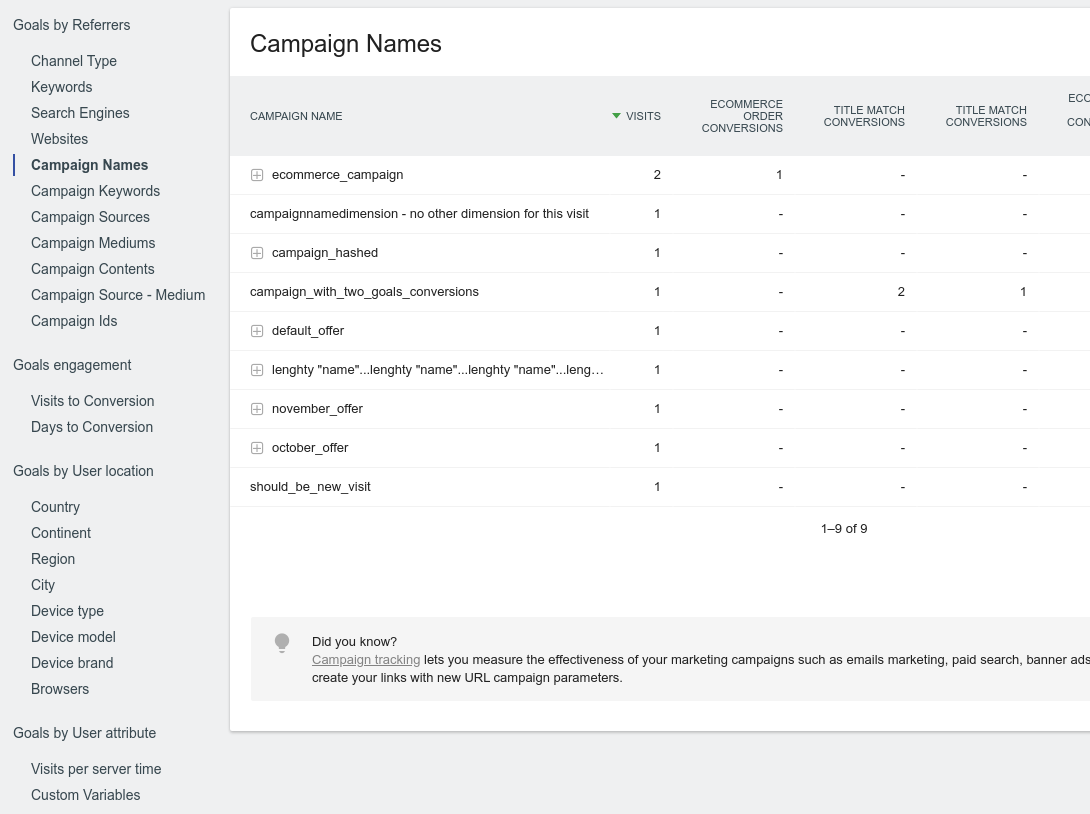 Goals by Referrers
Channel Type
Keywords
Search Engines
Websites
Campaign Names
Campaign Keywords
Campaign Sources
Campaign Mediums
Campaign Contents
Campaign Source - Medium
Campaign Ids
Goals engagement
Visits to Conversion
Days to Conversion
Goals by User location
Country
Continent
Region
City
Device type
Device model
Device brand
Browsers
Goals by User attribute
Visits per server time
Custom Variables
Campaign Names
CAMPAIGN NAME VISITS ECOMMERCE ORDER CONVERSIONS TITLE MATCH CONVERSIONS TITLE MATCH CONVERSIONS
ecommerce_campaign 2 1 - -
campaignnamedimension - no other dimension for this visit 1 - - -
campaign_hashed 1 - - -
campaign_with_two_goals_conversions 1 - 2 1
default_offer 1 - - -
lenghty "name"...lenghty "name"...lenghty "name"...leng... 1 - - -
november_offer 1 - - -
october_offer 1 - - -
should_be_new_visit 1 - - -
1–9 of 9
Did you know?
Campaign tracking lets you measure the effectiveness of your marketing campaigns such as emails marketing, paid search, banner ads
create your links with new URL campaign parameters.